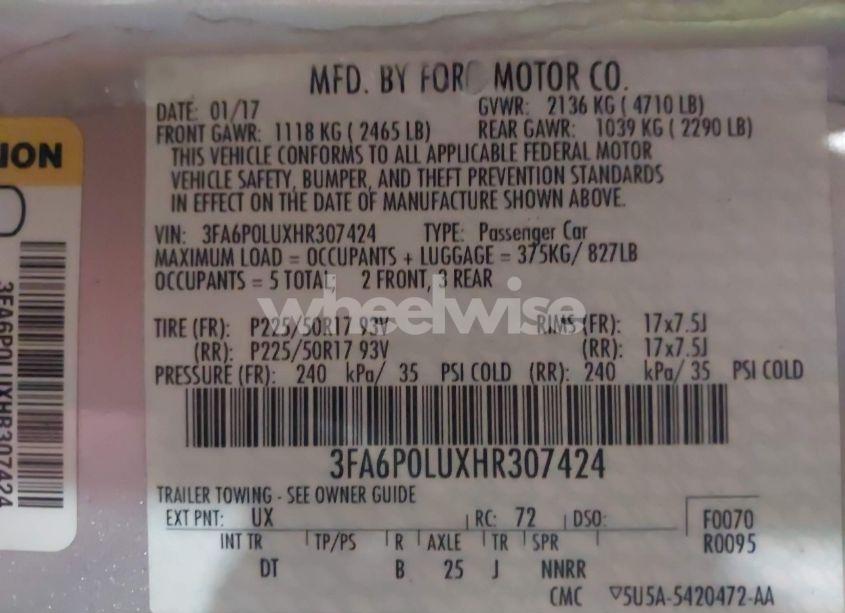 MFD. BY FORD MOTOR CO.
DATE: 01/17 GVWR: 2136 KG ( 4710 LB)
FRONT GAWR: 1118 KG ( 2465 LB) REAR GAWR: 1039 KG ( 2290 LB)
THIS VEHICLE CONFORMS TO ALL APPLICABLE FEDERAL MOTOR
VEHICLE SAFETY, BUMPER, AND THEFT PREVENTION STANDARDS
IN EFFECT ON THE DATE OF MANUFACTURE SHOWN ABOVE.
VIN: 3FA6P0LUXHR307424 TYPE: Passenger Car
MAXIMUM LOAD = OCCUPANTS + LUGGAGE = 375KG/ 827LB
OCCUPANTS = 5 TOTAL; 2 FRONT, 3 REAR
wheelwise
TIRE (FR): P225/50R17 93V RIMS (FR): 17x7.5J
(RR): P225/50R17 93V (RR): 17x7.5J
PRESSURE (FR): 240 kPa/ 35 PSI COLD (RR): 240 kPa/ 35 PSI COLD
3FA6P0LUXHR307424
TRAILER TOWING - SEE OWNER GUIDE
EXT PNT: UX RC: 72 DSO: F0070
INT TR TP/PS R AXLE TR SPR R0095
DT B 25 J NNRR
CMC ▽5U5A-5420472-AA
ION
3FA6P0LUXHR307424